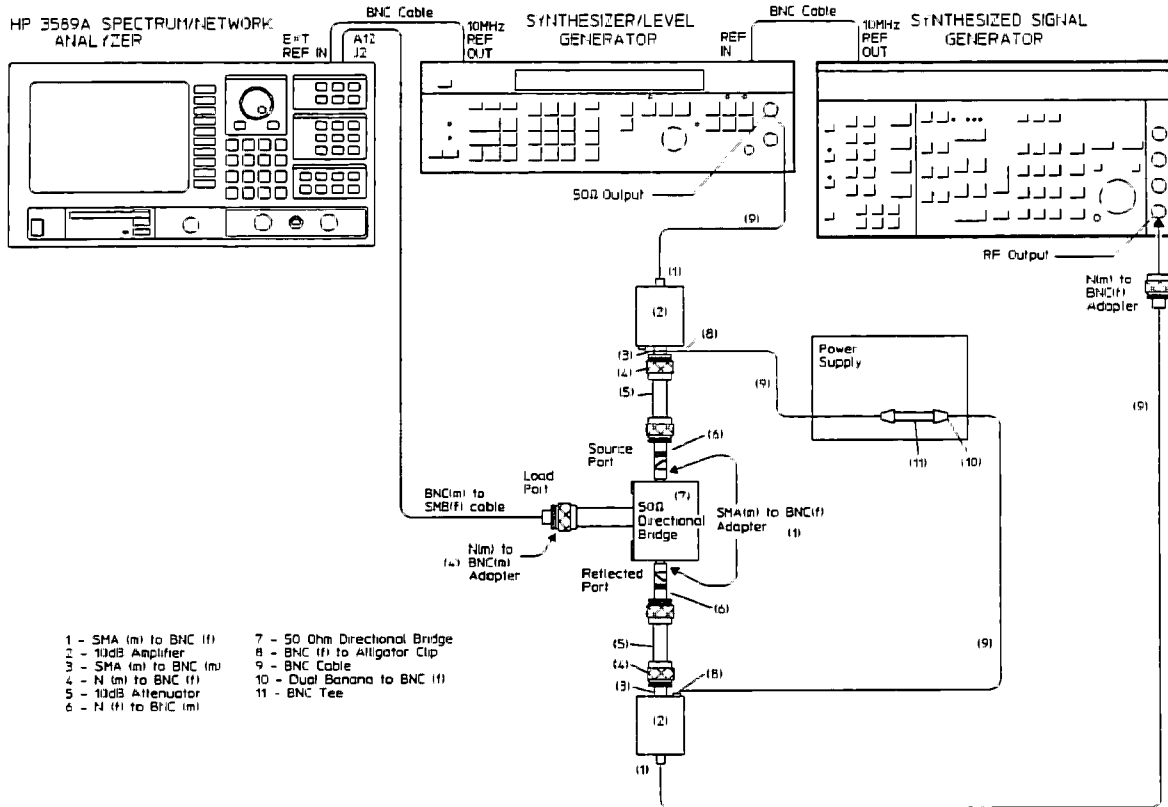 HP 3589A SPECTRUM/NETWORK
ANALYZER
EXT
REF IN
A12
J2
BNC Cable
10MHz
REF
OUT
SYNTHESIZER/LEVEL
GENERATOR
REF
IN
BNC Cable
10MHz
REF
OUT
SYNTHESIZED SIGNAL
GENERATOR
50Ω Output
(9)
RF Output
N(m) to
BNC(f)
Adapter
(1)
(2)
(8)
(3)
(4)
(5)
(9)
Power
Supply
(11)
(10)
(9)
(6)
Source
Port
Load
Port
BNC(m) to
SMB(f) cable
(7)
50Ω
Directional
Bridge
SMA(m) to BNC(f)
Adapter
(1)
N(m) to
(4) BNC(m)
Adapter
Reflected
Port
(6)
(5)
(4)
(8)
(3)
(9)
(2)
(1)
1 - SMA (m) to BNC (f)
2 - 10dB Amplifier
3 - SMA (m) to BNC (m)
4 - N (m) to BNC (f)
5 - 10dB Attenuator
6 - N (f) to BNC (m)
7 - 50 Ohm Directional Bridge
8 - BNC (f) to Alligator Clip
9 - BNC Cable
10 - Dual Banana to BNC (f)
11 - BNC Tee